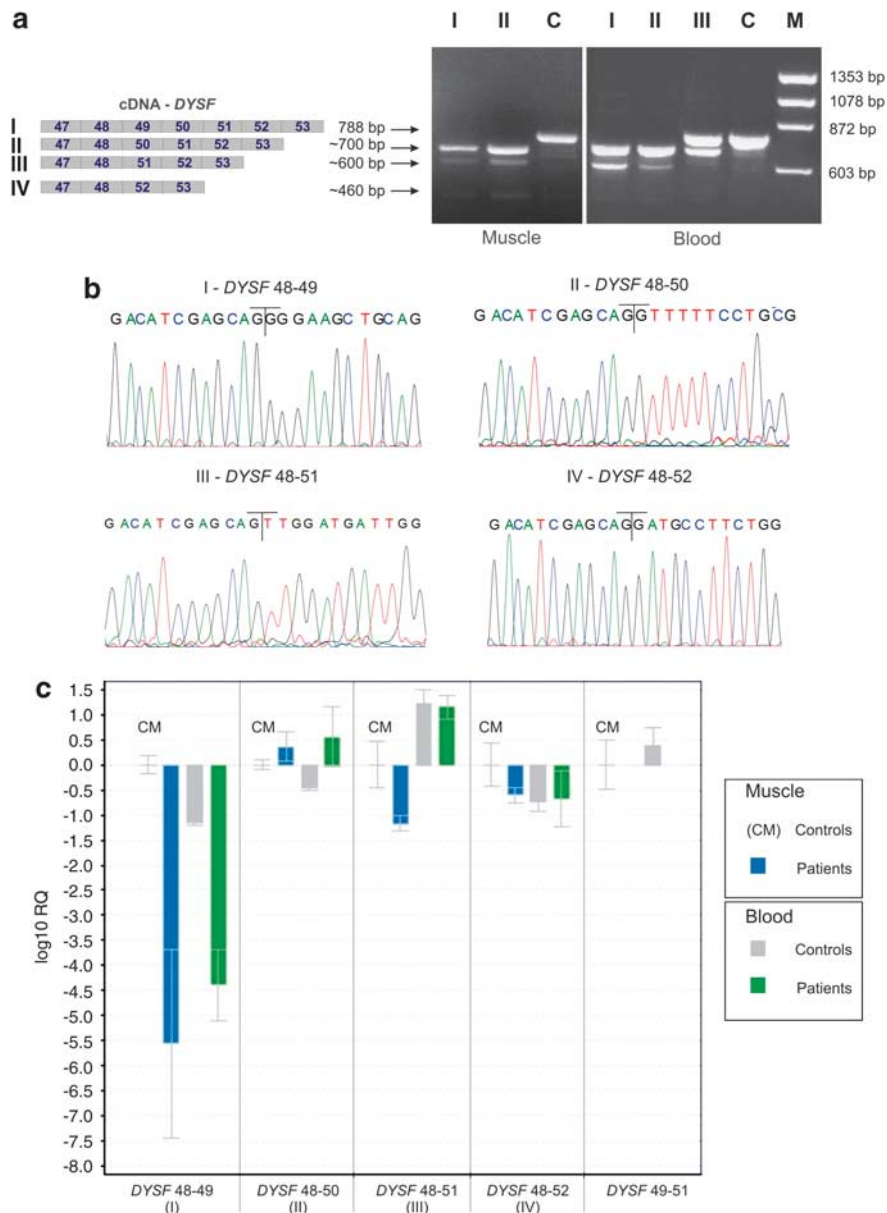 a
I II C I II III C M
cDNA - DYSF
I 47 48 49 50 51 52 53 788 bp
II 47 48 50 51 52 53 ~700 bp
III 47 48 51 52 53 ~600 bp
IV 47 48 52 53 ~460 bp
1353 bp
1078 bp
872 bp
603 bp
Muscle Blood
b
I - DYSF 48-49
GACATCGAGCAGGGGAAGCTGCAG
II - DYSF 48-50
GACATCGAGCAGGTTTTTCCTGCG
III - DYSF 48-51
GACATCGAGCAGTTGGATGATTGG
IV - DYSF 48-52
GACATCGAGCAGGATGCCTTCTGG
c
log10 RQ
1.5
1.0
0.5
0.0
-0.5
-1.0
-1.5
-2.0
-2.5
-3.0
-3.5
-4.0
-4.5
-5.0
-5.5
-6.0
-6.5
-7.0
-7.5
-8.0
CM CM CM CM CM
DYSF 48-49 (I)
DYSF 48-50 (II)
DYSF 48-51 (III)
DYSF 48-52 (IV)
DYSF 49-51
Muscle
(CM) Controls
Patients
Blood
Controls
Patients